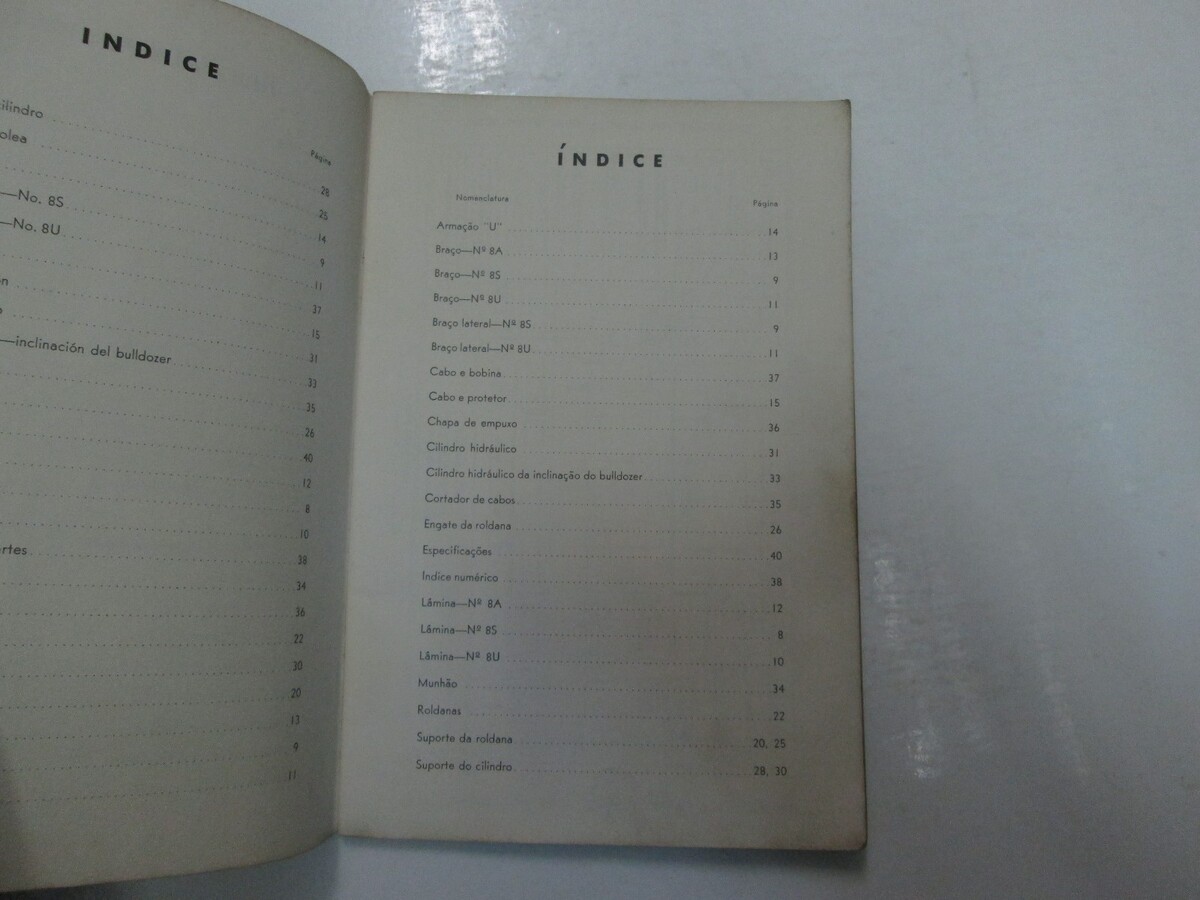 INDICE
Página
ilindro 28
olea 25
14
—No. 8S 9
—No. 8U 11
37
ón 15
o 31
—inclinación del bulldozer 33
35
26
40
12
8
10
rtes 38
34
36
22
30
20
13
9
11
ÍNDICE
Nomenclatura Página
Armação "U" 14
Braço—Nº 8A 13
Braço—Nº 8S 9
Braço—Nº 8U 11
Braço lateral—Nº 8S 9
Braço lateral—Nº 8U 11
Cabo e bobina 37
Cabo e protetor 15
Chapa de empuxo 36
Cilindro hidráulico 31
Cilindro hidráulico da inclinação do bulldozer 33
Cortador de cabos 35
Engate da roldana 26
Especificações 40
Índice numérico 38
Lâmina—Nº 8A 12
Lâmina—Nº 8S 8
Lâmina—Nº 8U 10
Munhão 34
Roldanas 22
Suporte da roldana 20, 25
Suporte do cilindro 28, 30